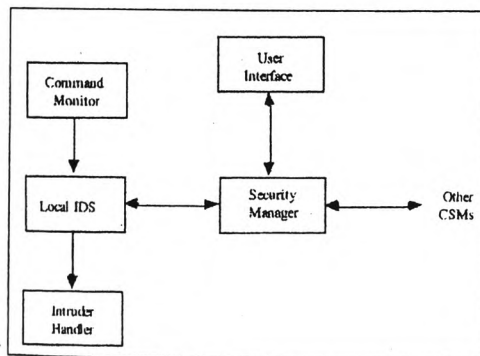 User
Interface
Command
Monitor
Local IDS
Security
Manager
Other
CSMs
Intruder
Handler